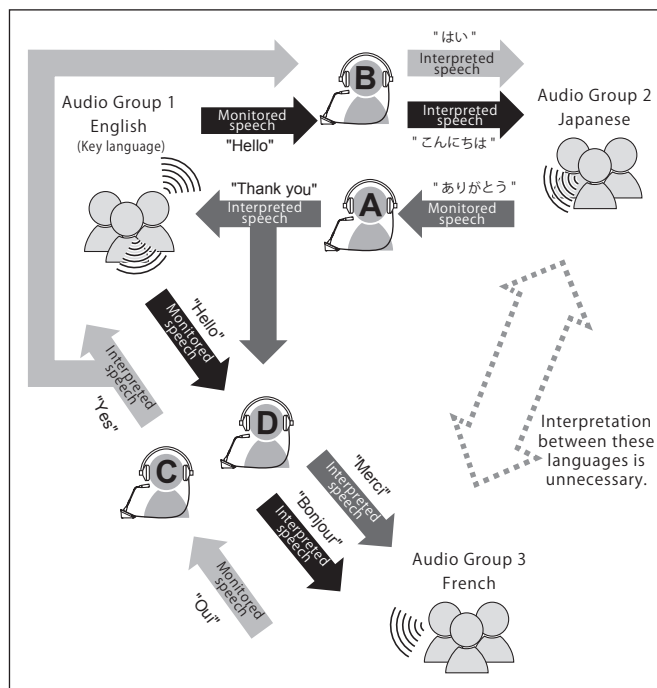 " はい "
Interpreted
speech
B
Audio Group 1
English
(Key language)
Monitored
speech
"Hello"
Interpreted
speech
" こんにちは "
Audio Group 2
Japanese
"Thank you"
Interpreted
speech
A
" ありがとう "
Monitored
speech
"Hello"
Monitored
speech
Interpreted
speech
"Yes"
D
C
"Merci"
Interpreted
speech
"Bonjour"
Interpreted
speech
Interpretation
between these
languages is
unnecessary.
Monitored
speech
"Oui"
Audio Group 3
French